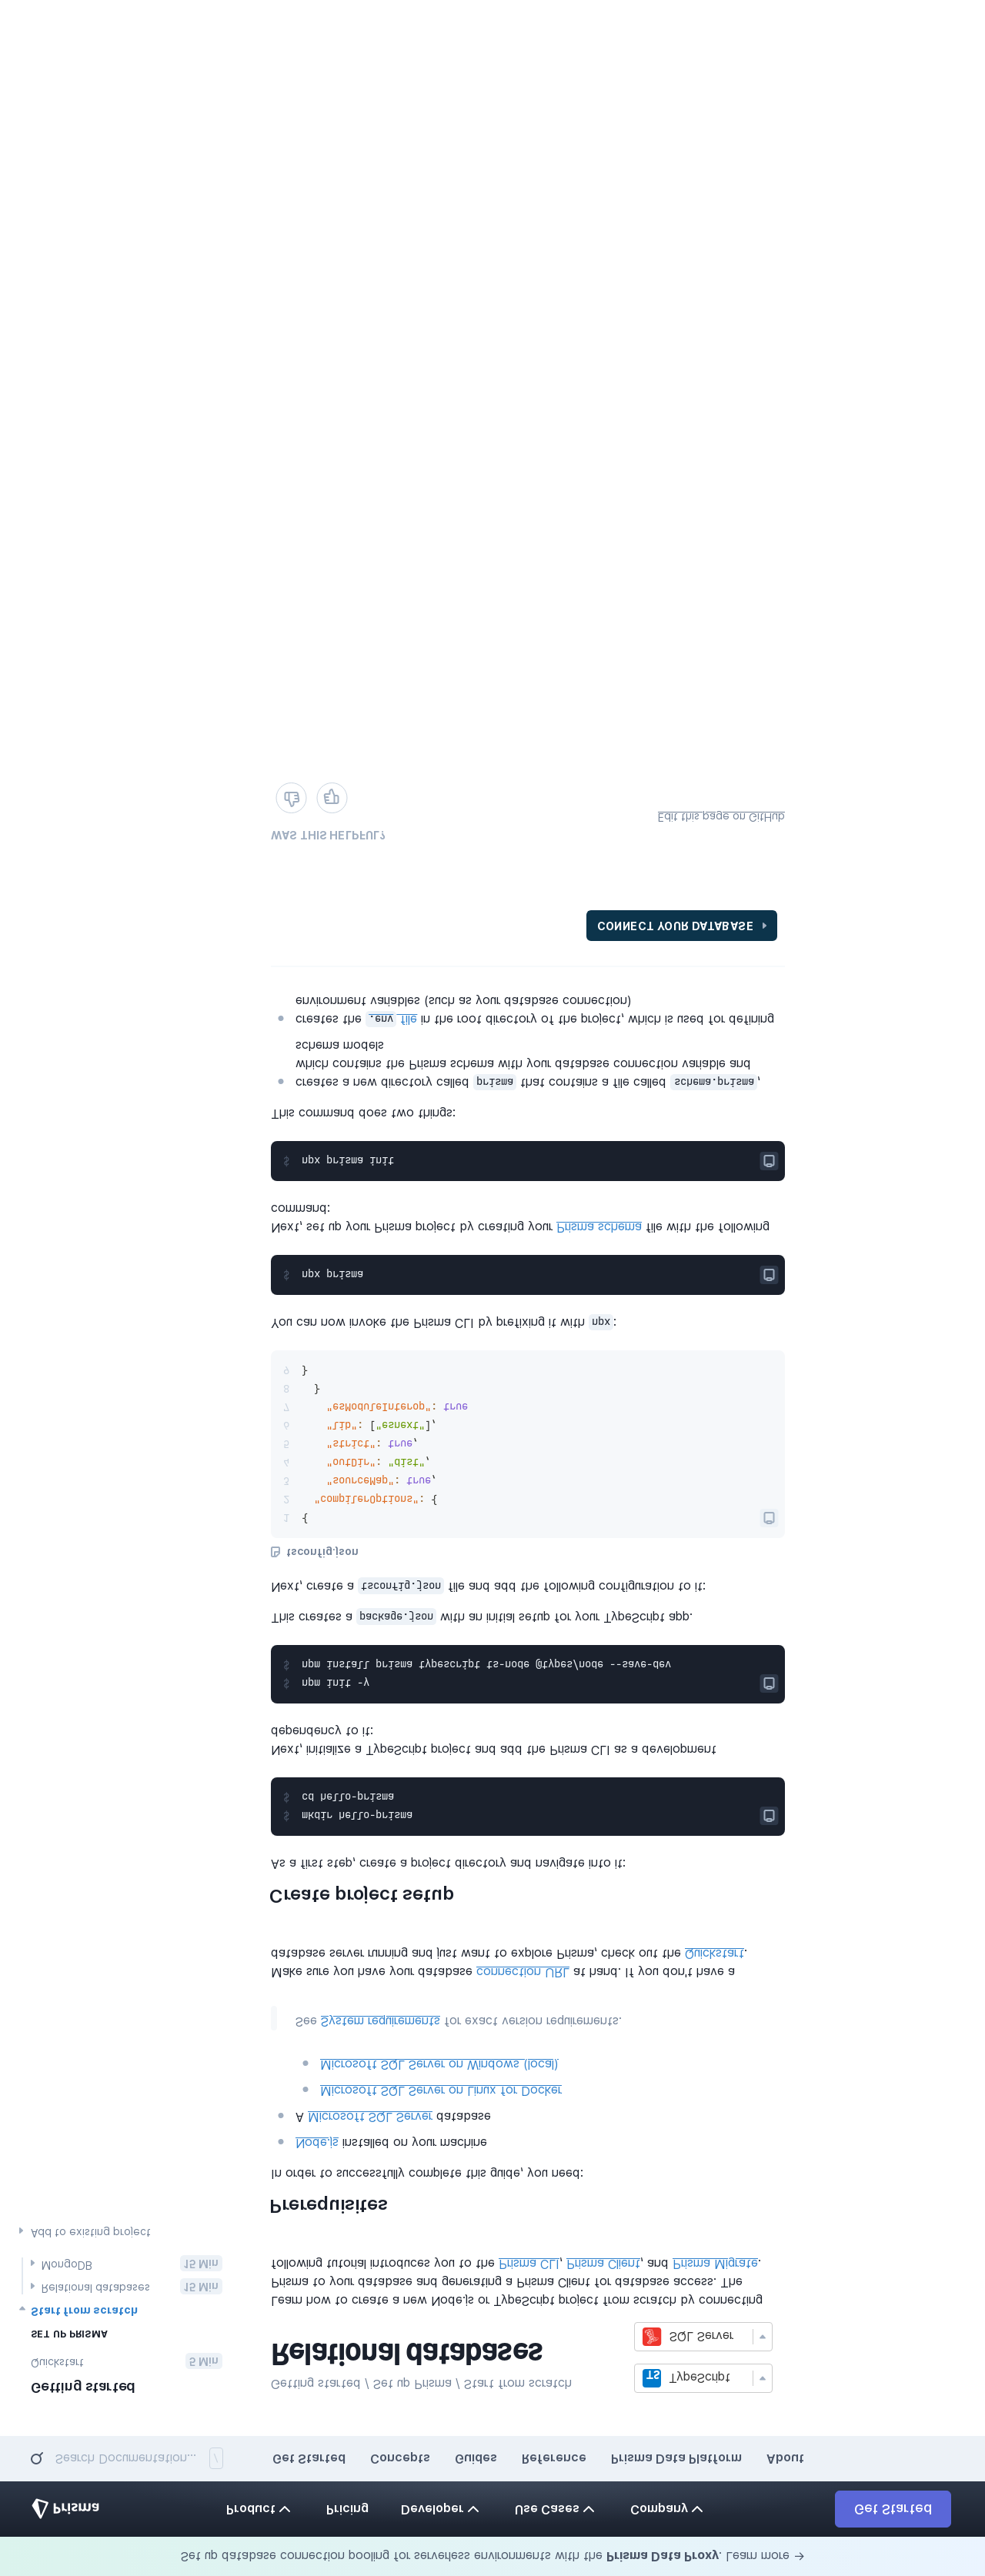 Set up database connection pooling for serverless environments with the Prisma Data Proxy. Learn more →
Prisma
Product
Pricing
Developer
Use Cases
Company
Get Started
Search Documentation... /
Get Started
Concepts
Guides
Reference
Prisma Data Platform
About
Getting started
Quickstart 5 Min
SET UP PRISMA
Start from scratch
Relational databases 15 Min
MongoDB 15 Min
Add to existing project
Getting started / Set up Prisma / Start from scratch
Relational databases
TS TypeScript
SQL Server
Learn how to create a new Node.js or TypeScript project from scratch by connecting
Prisma to your database and generating a Prisma Client for database access. The
following tutorial introduces you to the Prisma CLI, Prisma Client, and Prisma Migrate.
Prerequisites
In order to successfully complete this guide, you need:
Node.js installed on your machine
A Microsoft SQL Server database
Microsoft SQL Server on Linux for Docker
Microsoft SQL Server on Windows (local)
See System requirements for exact version requirements.
Make sure you have your database connection URL at hand. If you don't have a
database server running and just want to explore Prisma, check out the Quickstart.
Create project setup
As a first step, create a project directory and navigate into it:
$ mkdir hello-prisma
$ cd hello-prisma
Next, initialize a TypeScript project and add the Prisma CLI as a development
dependency to it:
$ npm init -y
$ npm install prisma typescript ts-node @types/node --save-dev
This creates a package.json with an initial setup for your TypeScript app.
Next, create a tsconfig.json file and add the following configuration to it:
tsconfig.json
1 {
2 "compilerOptions": {
3 "sourceMap": true,
4 "outDir": "dist",
5 "strict": true,
6 "lib": ["esnext"],
7 "esModuleInterop": true
8 }
9 }
You can now invoke the Prisma CLI by prefixing it with npx:
$ npx prisma
Next, set up your Prisma project by creating your Prisma schema file with the following
command:
$ npx prisma init
This command does two things:
creates a new directory called prisma that contains a file called schema.prisma,
which contains the Prisma schema with your database connection variable and
schema models
creates the .env file in the root directory of the project, which is used for defining
environment variables (such as your database connection)
CONNECT YOUR DATABASE
WAS THIS HELPFUL?
Edit this page on GitHub